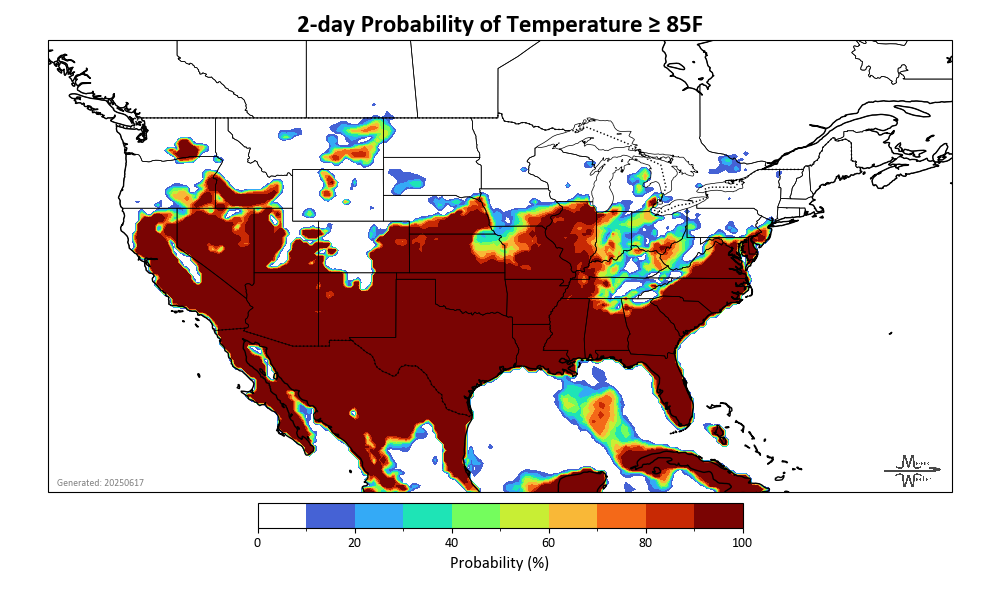 2-day Probability of Temperature ≥ 85F
Generated: 20250617
0 20 40 60 80 100
Probability (%)